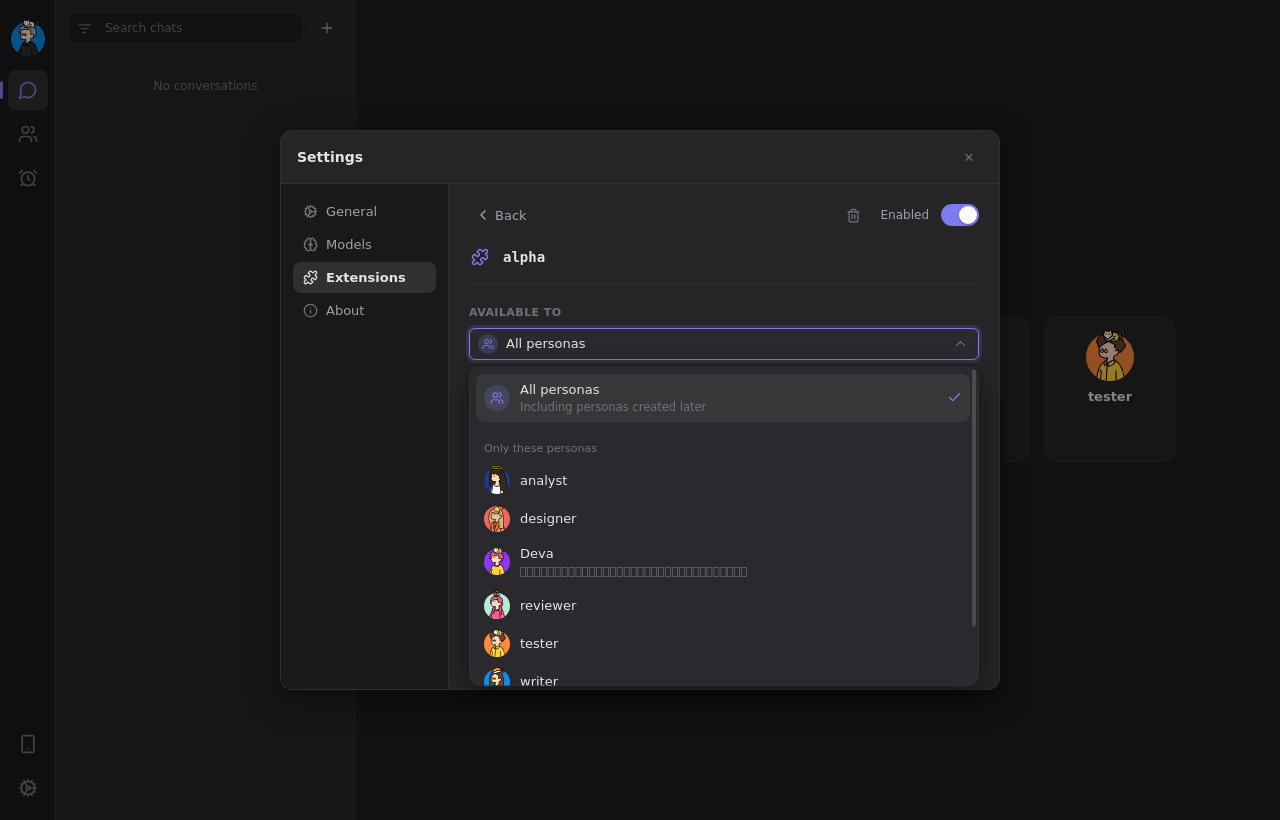 Search chats
No conversations
Settings
General
Models
Extensions
About
Back
Enabled
alpha
AVAILABLE TO
All personas
All personas
Including personas created later
Only these personas
analyst
designer
Deva
reviewer
tester
writer
tester